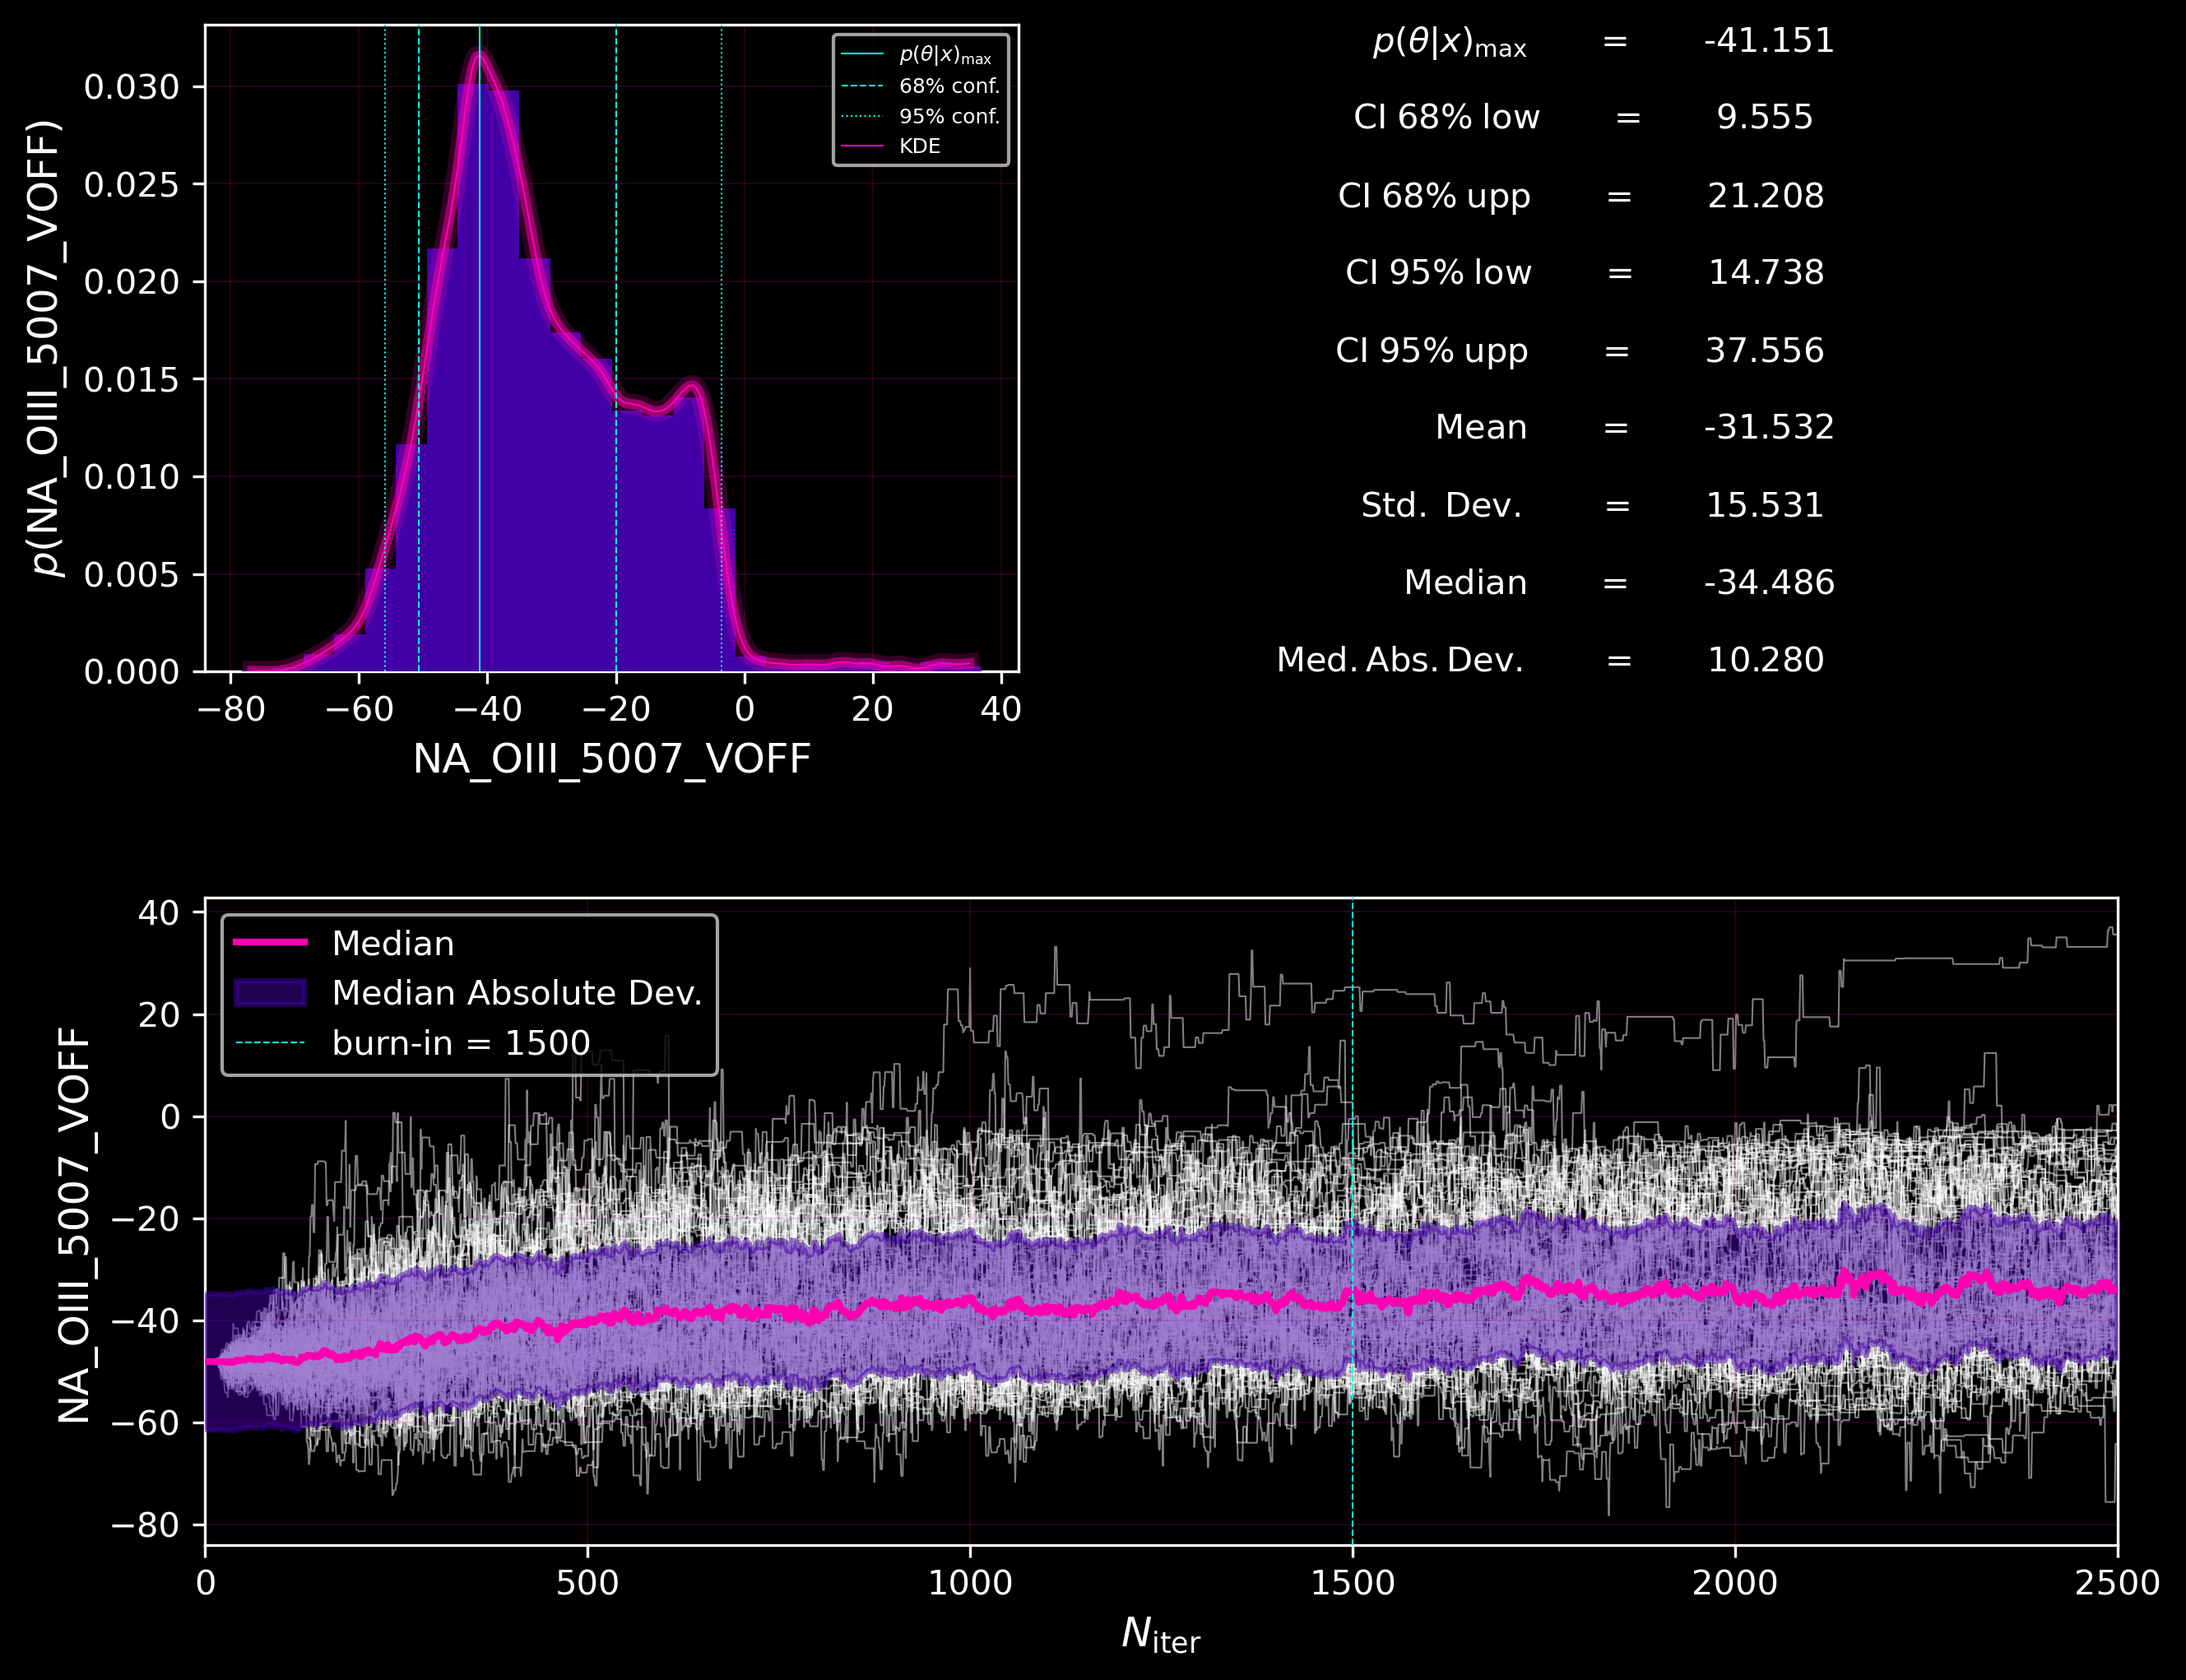 p(NA_OIII_5007_VOFF)
0.030
0.025
0.020
0.015
0.010
0.005
0.000
−80 −60 −40 −20 0 20 40
NA_OIII_5007_VOFF
p(θ|x)max
68% conf.
95% conf.
KDE
p(θ|x)max = -41.151
CI 68% low = 9.555
CI 68% upp = 21.208
CI 95% low = 14.738
CI 95% upp = 37.556
Mean = -31.532
Std. Dev. = 15.531
Median = -34.486
Med. Abs. Dev. = 10.280
NA_OIII_5007_VOFF
40
20
0
−20
−40
−60
−80
Median
Median Absolute Dev.
burn-in = 1500
0 500 1000 1500 2000 2500
Niter